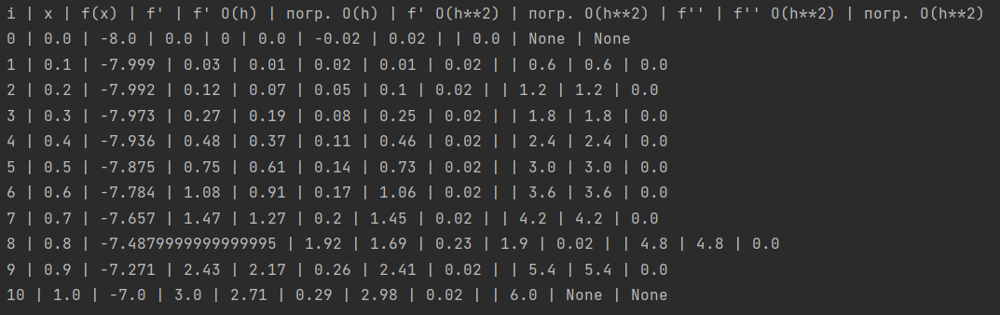 i | x | f(x) | f' | f' O(h) | погр. O(h) | f' O(h**2) | погр. O(h**2) | f'' | f'' O(h**2) | погр. O(h**2)
0 | 0.0 | -8.0 | 0.0 | 0 | 0.0 | -0.02 | 0.02 | | 0.0 | None | None
1 | 0.1 | -7.999 | 0.03 | 0.01 | 0.02 | 0.01 | 0.02 | | 0.6 | 0.6 | 0.0
2 | 0.2 | -7.992 | 0.12 | 0.07 | 0.05 | 0.1 | 0.02 | | 1.2 | 1.2 | 0.0
3 | 0.3 | -7.973 | 0.27 | 0.19 | 0.08 | 0.25 | 0.02 | | 1.8 | 1.8 | 0.0
4 | 0.4 | -7.936 | 0.48 | 0.37 | 0.11 | 0.46 | 0.02 | | 2.4 | 2.4 | 0.0
5 | 0.5 | -7.875 | 0.75 | 0.61 | 0.14 | 0.73 | 0.02 | | 3.0 | 3.0 | 0.0
6 | 0.6 | -7.784 | 1.08 | 0.91 | 0.17 | 1.06 | 0.02 | | 3.6 | 3.6 | 0.0
7 | 0.7 | -7.657 | 1.47 | 1.27 | 0.2 | 1.45 | 0.02 | | 4.2 | 4.2 | 0.0
8 | 0.8 | -7.4879999999999995 | 1.92 | 1.69 | 0.23 | 1.9 | 0.02 | | 4.8 | 4.8 | 0.0
9 | 0.9 | -7.271 | 2.43 | 2.17 | 0.26 | 2.41 | 0.02 | | 5.4 | 5.4 | 0.0
10 | 1.0 | -7.0 | 3.0 | 2.71 | 0.29 | 2.98 | 0.02 | | 6.0 | None | None